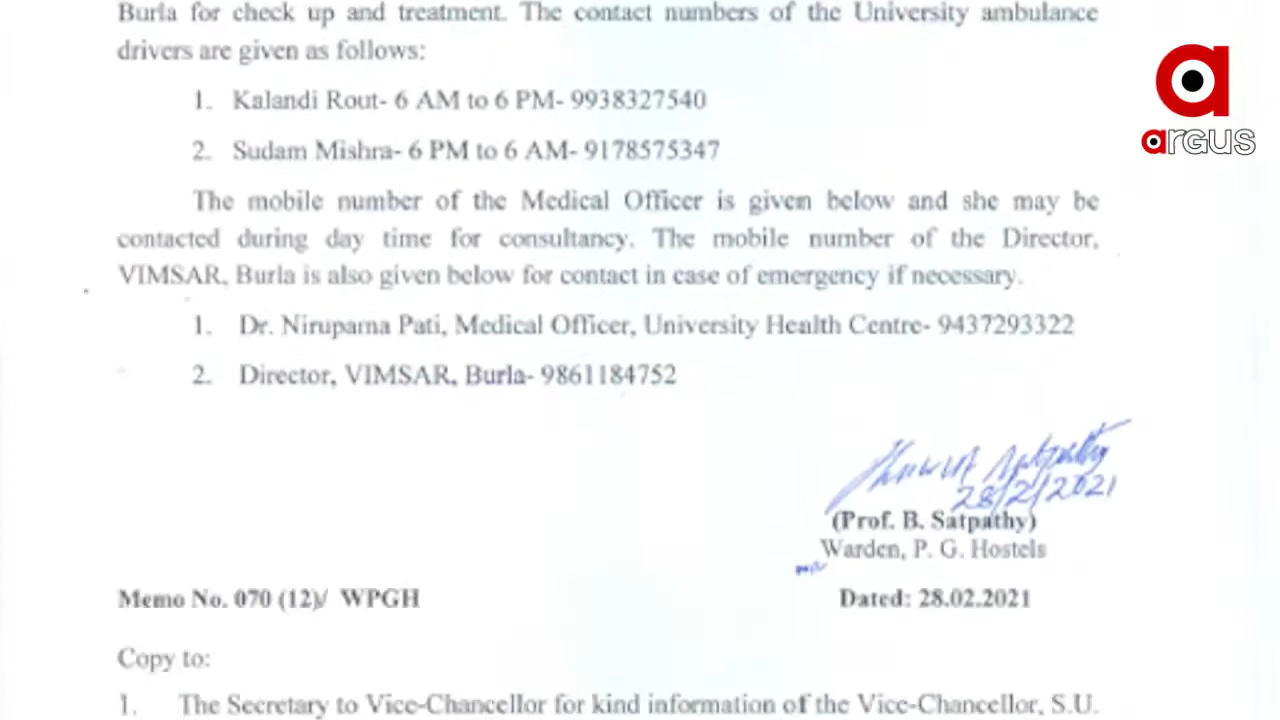 Burla for check up and treatment. The contact numbers of the University ambulance
drivers are given as follows:
1. Kalandi Rout- 6 AM to 6 PM- 9938327540
2. Sudam Mishra- 6 PM to 6 AM- 9178575347
The mobile number of the Medical Officer is given below and she may be
contacted during day time for consultancy. The mobile number of the Director,
VIMSAR, Burla is also given below for contact in case of emergency if necessary.
1. Dr. Nirupama Pati, Medical Officer, University Health Centre- 9437293322
2. Director, VIMSAR, Burla- 9861184752
Satpathy
28/2/2021
(Prof. B. Satpathy)
Warden, P. G. Hostels
Memo No. 070 (12)/ WPGH Dated: 28.02.2021
Copy to:
1. The Secretary to Vice-Chancellor for kind information of the Vice-Chancellor, S.U.
a
argus